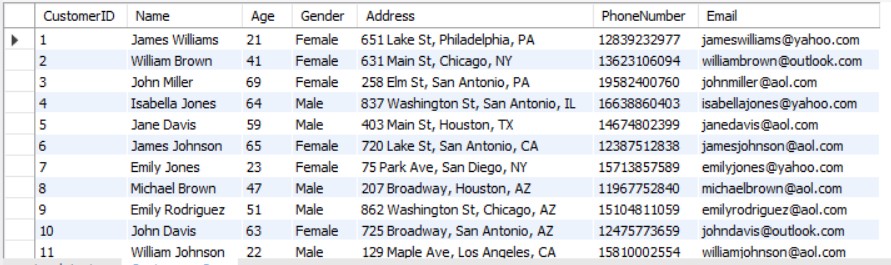 CustomerID Name Age Gender Address PhoneNumber Email
1 James Williams 21 Female 651 Lake St, Philadelphia, PA 12839232977 jameswilliams@yahoo.com
2 William Brown 41 Female 631 Main St, Chicago, NY 13623106094 williambrown@outlook.com
3 John Miller 69 Female 258 Elm St, San Antonio, PA 19582400760 johnmiller@aol.com
4 Isabella Jones 64 Male 837 Washington St, San Antonio, IL 16638860403 isabellajones@yahoo.com
5 Jane Davis 59 Male 403 Main St, Houston, TX 14674802399 janedavis@aol.com
6 James Johnson 65 Female 720 Lake St, San Antonio, CA 12387512838 jamesjohnson@aol.com
7 Emily Jones 23 Female 75 Park Ave, San Diego, NY 15713857589 emilyjones@yahoo.com
8 Michael Brown 47 Male 207 Broadway, Houston, AZ 11967752840 michaelbrown@aol.com
9 Emily Rodriguez 51 Male 862 Washington St, Chicago, AZ 15104811059 emilyrodriguez@aol.com
10 John Davis 63 Female 725 Broadway, San Antonio, AZ 12475773659 johndavis@outlook.com
11 William Johnson 22 Male 129 Maple Ave, Los Angeles, CA 15810002554 williamjohnson@aol.com